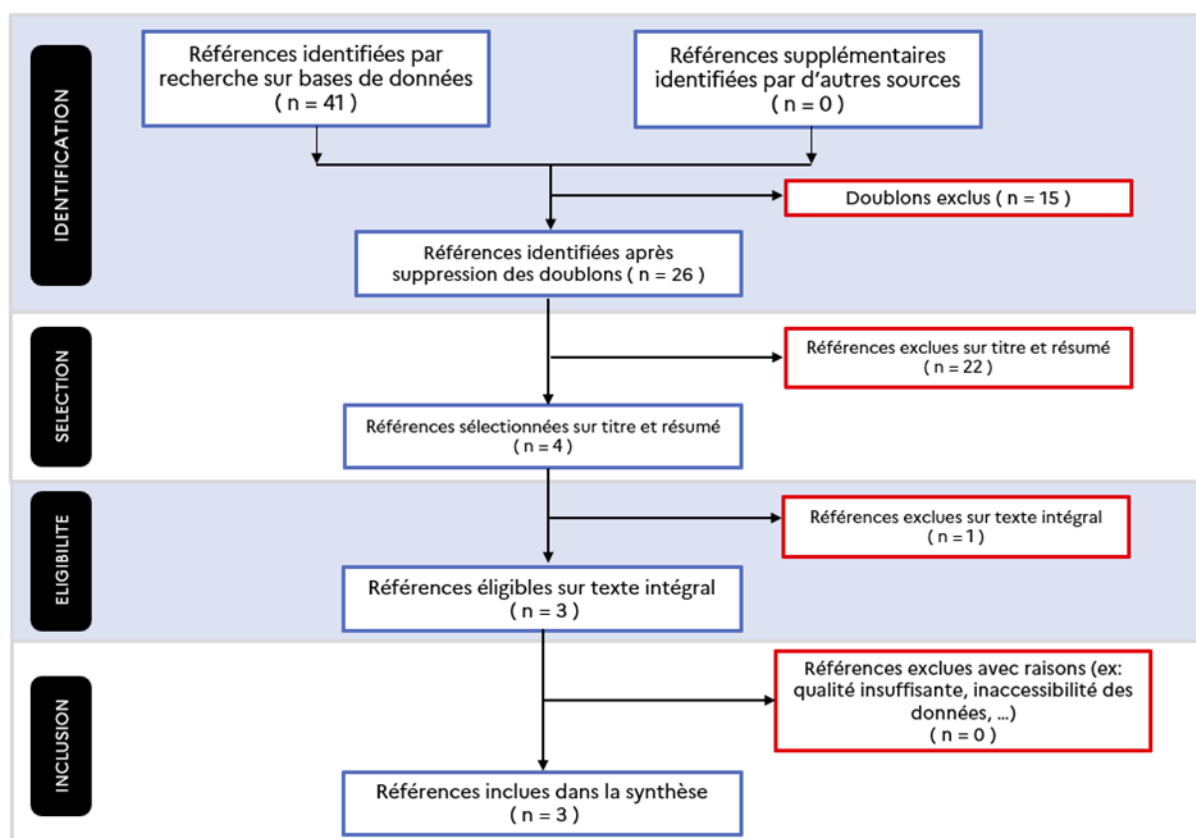 IDENTIFICATION
Références identifiées par
recherche sur bases de données
( n = 41)
Références supplémentaires
identifiées par d'autres sources
( n = 0 )
Doublons exclus ( n = 15 )
Références identifiées après
suppression des doublons ( n = 26 )
SELECTION
Références exclues sur titre et résumé
( n = 22 )
Références sélectionnées sur titre et résumé
( n = 4 )
ELIGIBILITE
Références exclues sur texte intégral
( n = 1 )
Références éligibles sur texte intégral
( n = 3 )
INCLUSION
Références exclues avec raisons (ex:
qualité insuffisante, inaccessibilité des
données, ...)
( n = 0 )
Références inclues dans la synthèse
( n = 3 )